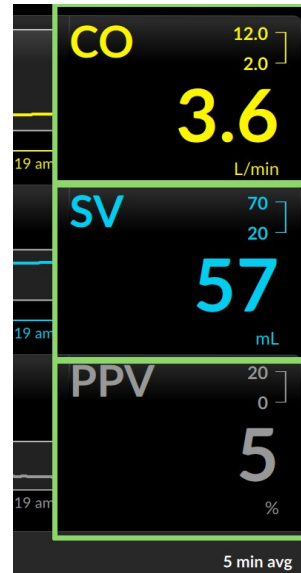 CO 12.0
2.0
3.6
19 am
L/min
SV 70
20
57
19 am
mL
PPV 20
0
5
19 am
%
5 min avg